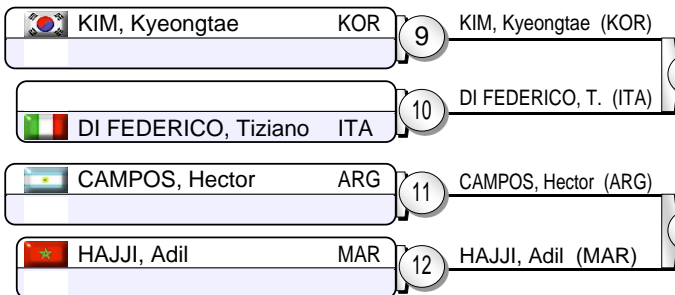 KIM, Kyeongtae KOR 9 KIM, Kyeongtae (KOR)
10 DI FEDERICO, T. (ITA)
DI FEDERICO, Tiziano ITA
CAMPOS, Hector ARG 11 CAMPOS, Hector (ARG)
HAJJI, Adil MAR 12 HAJJI, Adil (MAR)